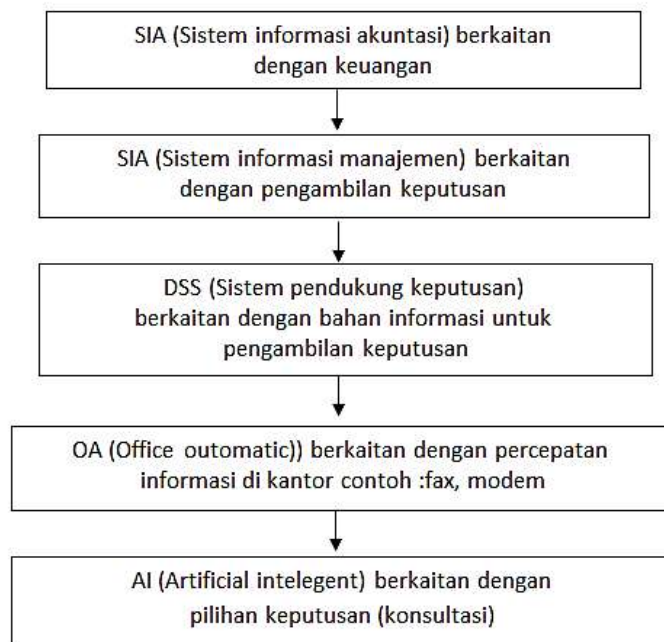 SIA (Sistem informasi akuntasi) berkaitan
dengan keuangan
SIA (Sistem informasi manajemen) berkaitan
dengan pengambilan keputusan
DSS (Sistem pendukung keputusan)
berkaitan dengan bahan informasi untuk
pengambilan keputusan
OA (Office outomatic)) berkaitan dengan percepatan
informasi di kantor contoh :fax, modem
AI (Artificial intelegent) berkaitan dengan
pilihan keputusan (konsultasi)